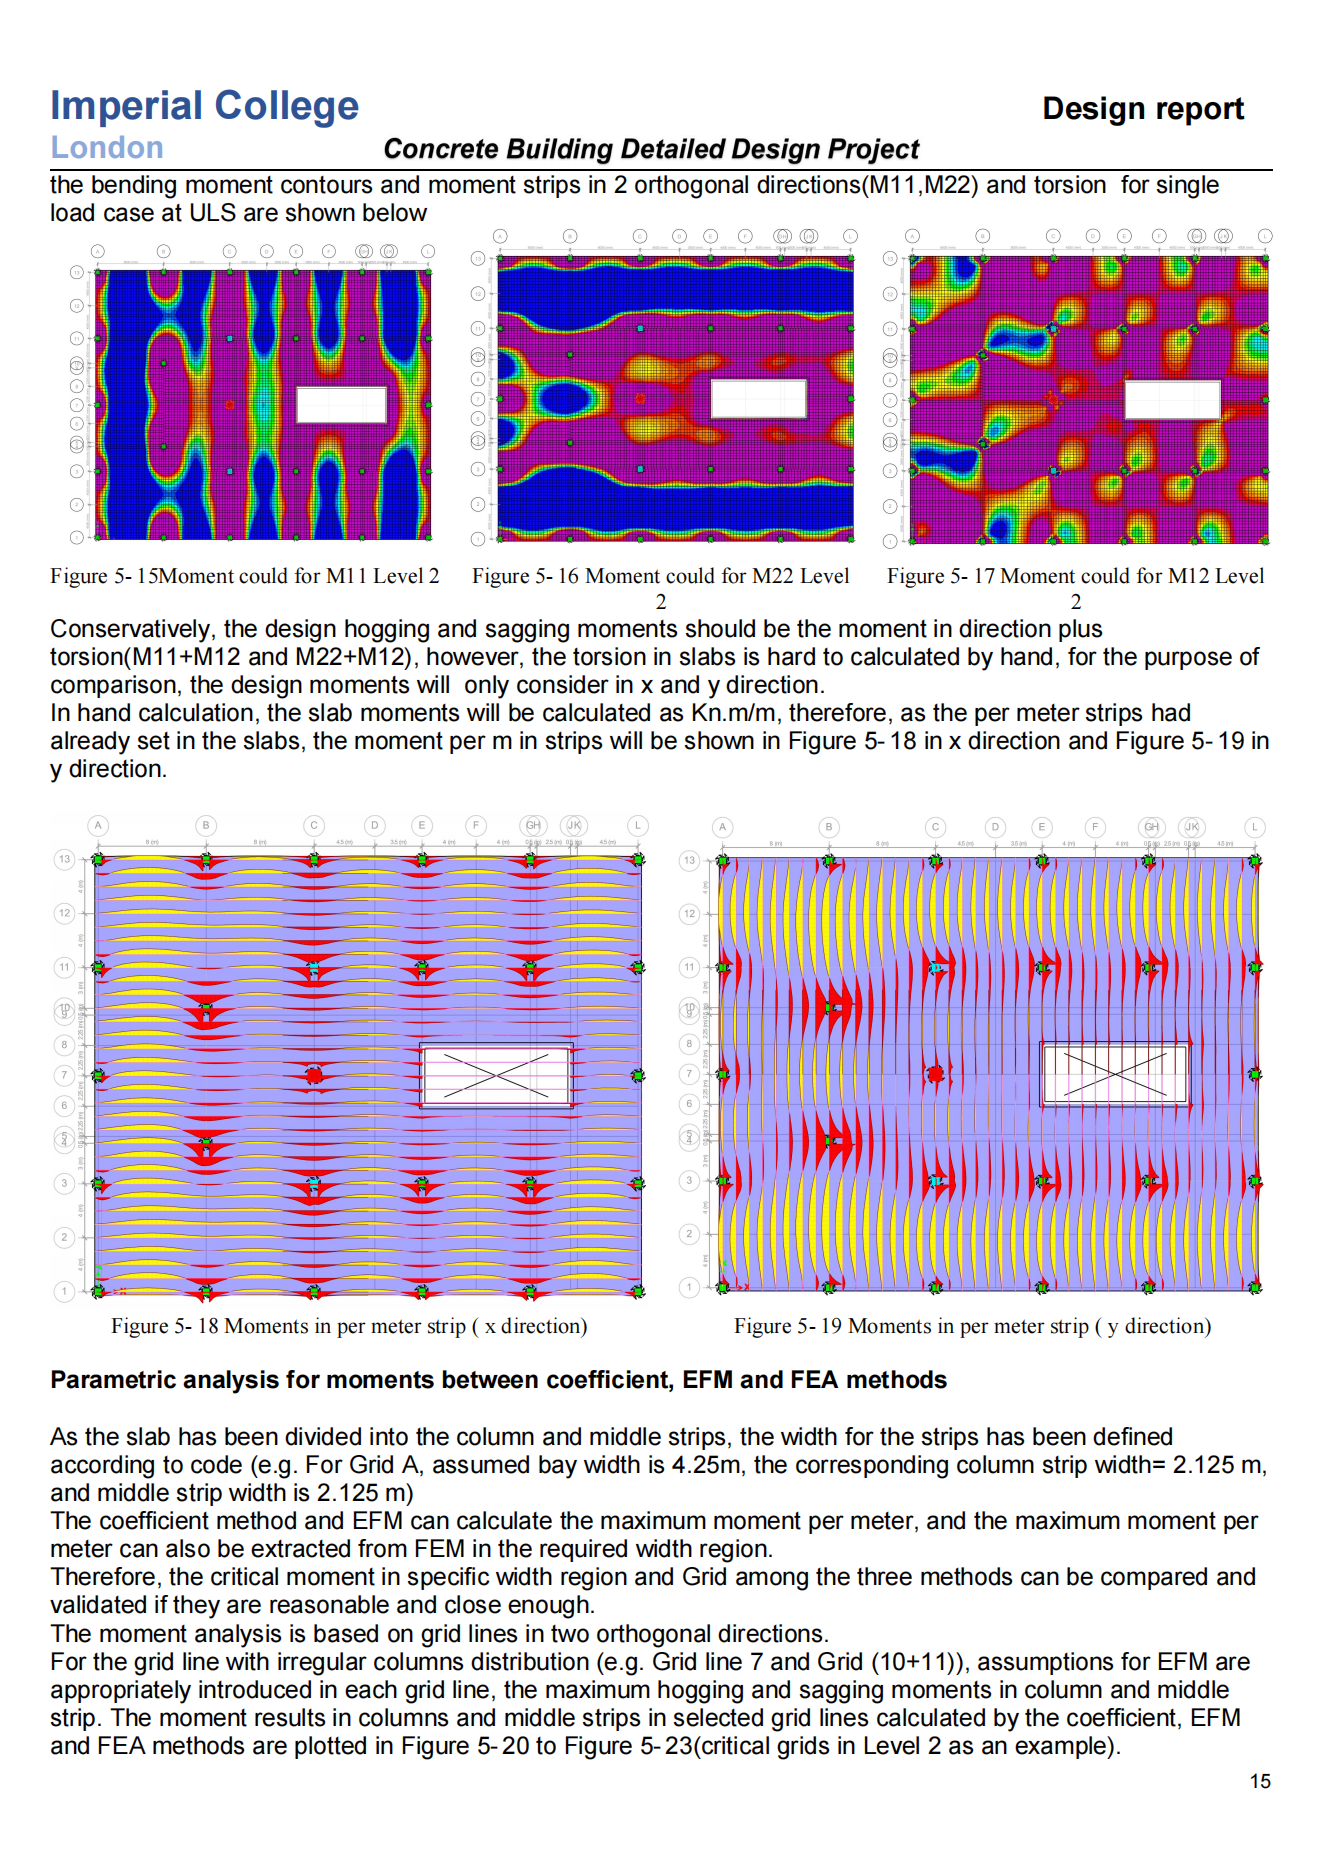 Imperial College
Design report
London
Concrete Building Detailed Design Project
the bending moment contours and moment strips in 2 orthogonal directions(M11,M22) and torsion for single
load case at ULS are shown below
Figure 5- 15Moment could for M11 Level 2
Figure 5- 16 Moment could for M22 Level
2
Figure 5- 17 Moment could for M12 Level
2
Conservatively, the design hogging and sagging moments should be the moment in direction plus
torsion(M11+M12 and M22+M12), however, the torsion in slabs is hard to calculated by hand, for the purpose of
comparison, the design moments will only consider in x and y direction.
In hand calculation, the slab moments will be calculated as Kn.m/m, therefore, as the per meter strips had
already set in the slabs, the moment per m in strips will be shown in Figure 5- 18 in x direction and Figure 5- 19 in
y direction.
A B C D E F G H J K L
8 (m) 8 (m) 4.5 (m) 3.5 (m) 4 (m) 4 (m) 2.5 (m) 4.5 (m)
13
12
11
10
8
7
6
3
2
1
Figure 5- 18 Moments in per meter strip ( x direction)
A B C D E F G H J K L
8 (m) 8 (m) 4.5 (m) 3.5 (m) 4 (m) 4 (m) 2.5 (m) 4.5 (m)
13
12
11
10
8
7
6
3
2
1
Figure 5- 19 Moments in per meter strip ( y direction)
Parametric analysis for moments between coefficient, EFM and FEA methods
As the slab has been divided into the column and middle strips, the width for the strips has been defined
according to code (e.g. For Grid A, assumed bay width is 4.25m, the corresponding column strip width= 2.125 m,
and middle strip width is 2.125 m)
The coefficient method and EFM can calculate the maximum moment per meter, and the maximum moment per
meter can also be extracted from FEM in the required width region.
Therefore, the critical moment in specific width region and Grid among the three methods can be compared and
validated if they are reasonable and close enough.
The moment analysis is based on grid lines in two orthogonal directions.
For the grid line with irregular columns distribution (e.g. Grid line 7 and Grid (10+11)), assumptions for EFM are
appropriately introduced in each grid line, the maximum hogging and sagging moments in column and middle
strip. The moment results in columns and middle strips in selected grid lines calculated by the coefficient, EFM
and FEA methods are plotted in Figure 5- 20 to Figure 5- 23(critical grids in Level 2 as an example).
15